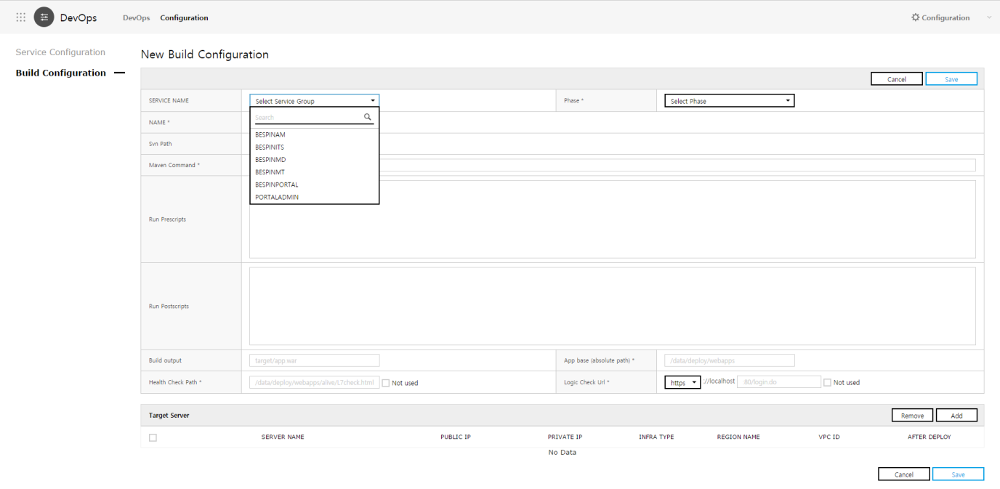 DevOps DevOps Configuration Configuration
Service Configuration
Build Configuration
New Build Configuration
Cancel Save
SERVICE NAME Select Service Group Phase * Select Phase
Search
NAME *
BESPINAM
Svn Path
BESPINITS
BESPINMD
Maven Command *
BESPINMT
BESPINPORTAL
PORTALADMIN
Run Prescripts
Run Postscripts
Build output target/app.war App base (absolute path) * /data/deploy/webapps
Health Check Path * /data/deploy/webapps/alive/L7check.html Not used Logic Check Url * https ://localhost :80/login.do Not used
Target Server Remove Add
SERVER NAME PUBLIC IP PRIVATE IP INFRA TYPE REGION NAME VPC ID AFTER DEPLOY
No Data
Cancel Save